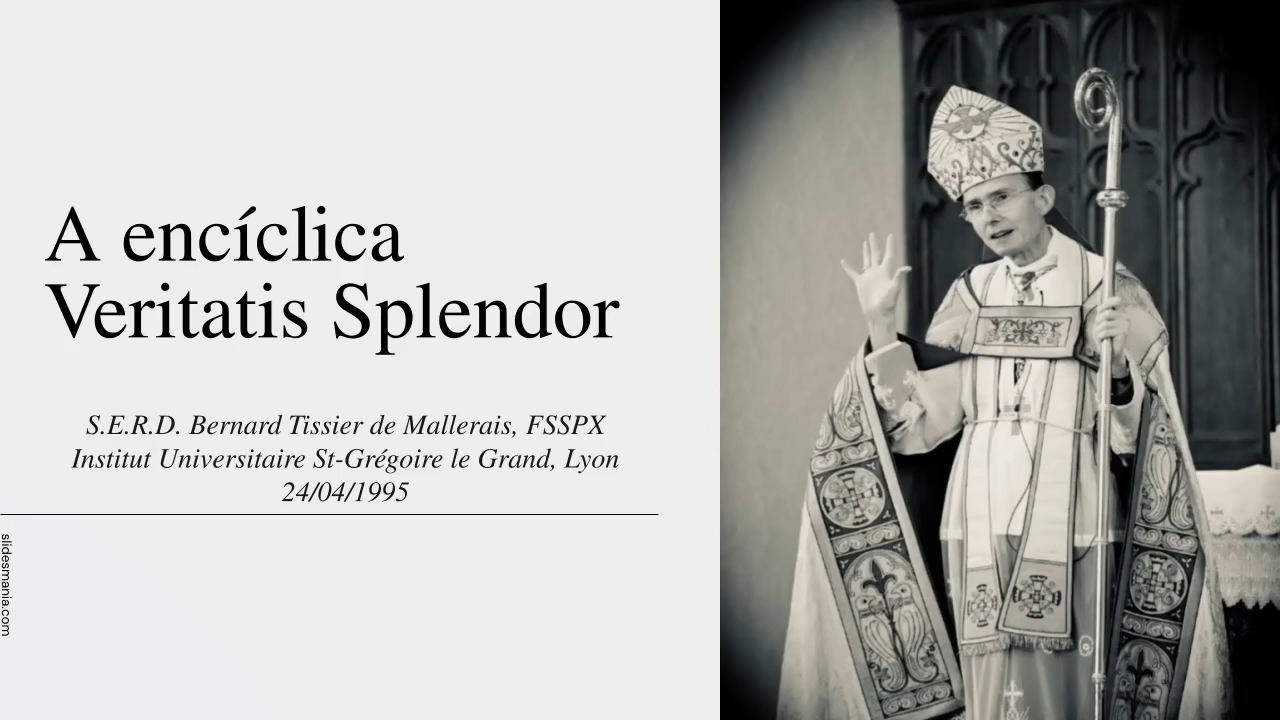 A encíclica
Veritatis Splendor
S.E.R.D. Bernard Tissier de Mallerais, FSSPX
Institut Universitaire St-Grégoire le Grand, Lyon
24/04/1995
slidesmania.com